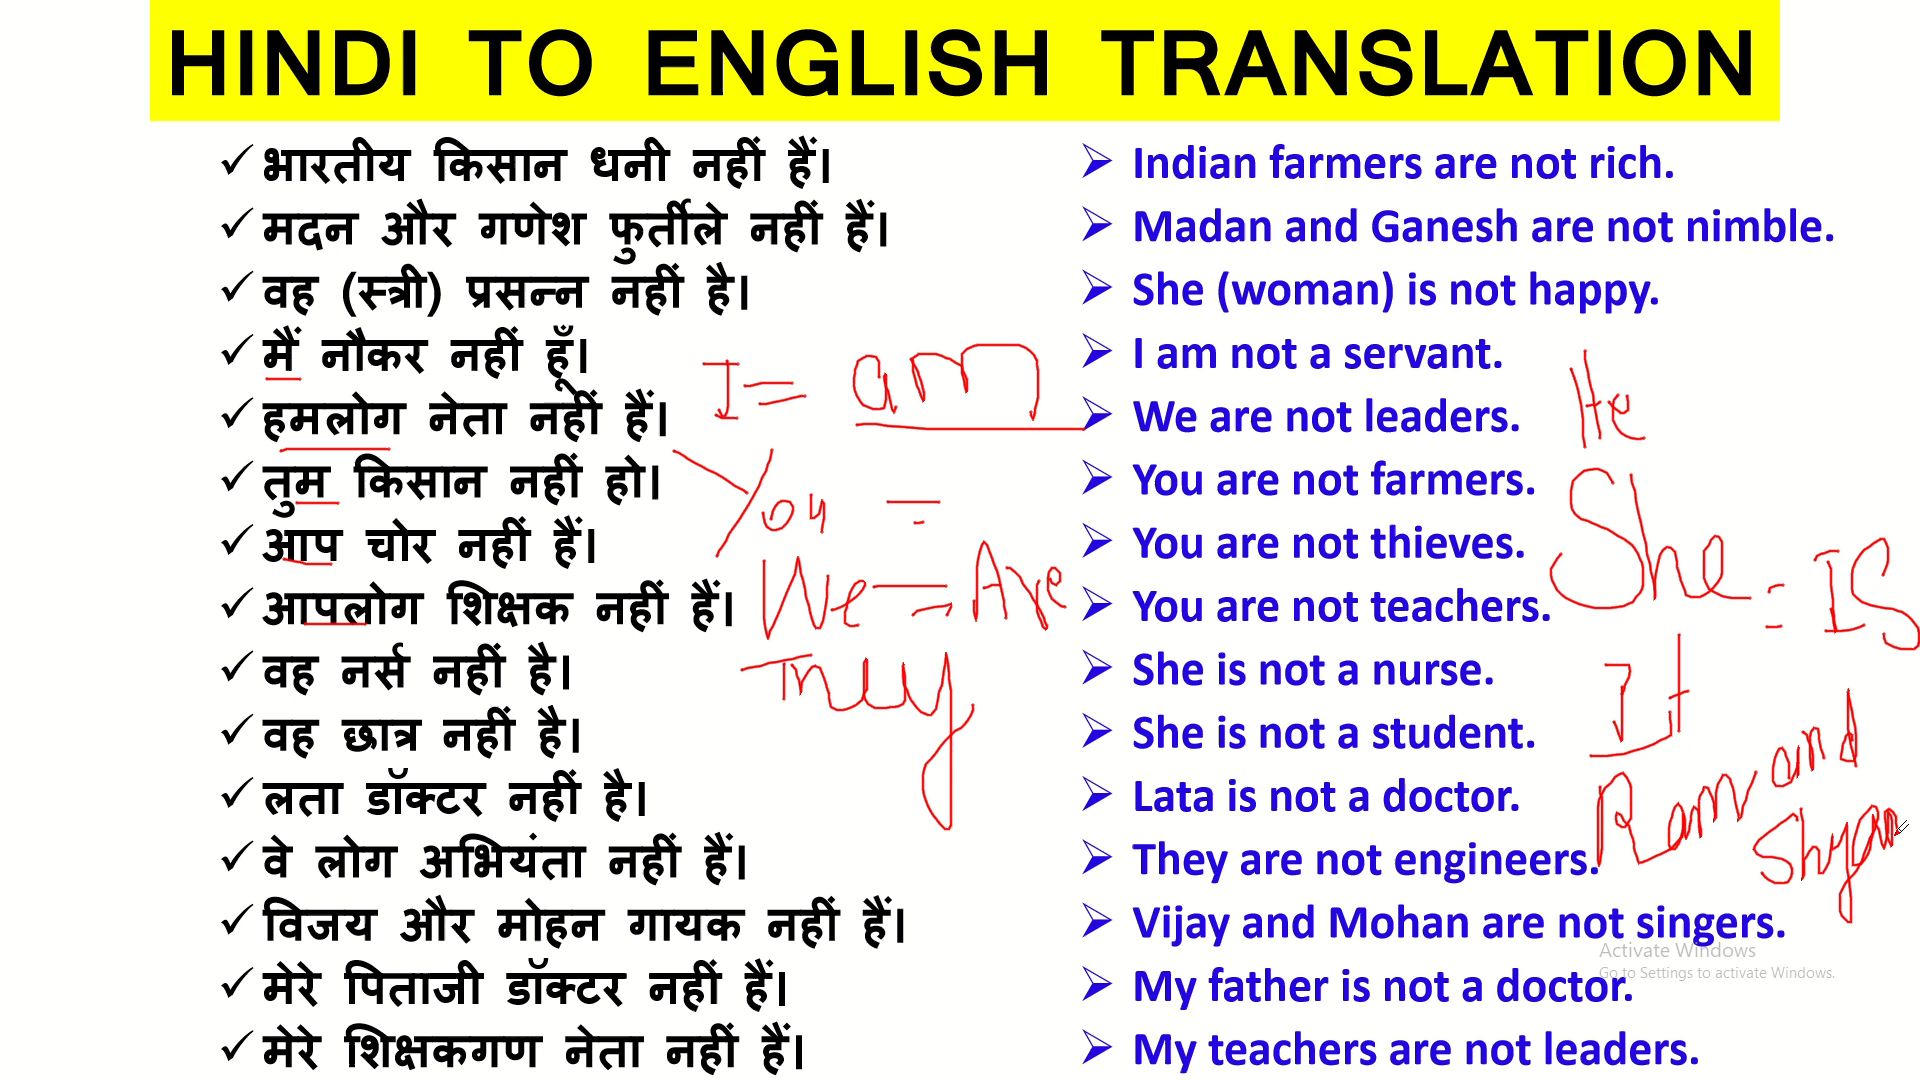 HINDI TO ENGLISH TRANSLATION
भारतीय किसान धनी नहीं हैं।
मदन और गणेश फुर्तीले नहीं हैं।
वह (स्त्री) प्रसन्न नहीं है।
मैं नौकर नहीं हूँ।
हमलोग नेता नहीं हैं।
तुम किसान नहीं हो।
आप चोर नहीं हैं।
आपलोग शिक्षक नहीं हैं।
वह नर्स नहीं है।
वह छात्र नहीं है।
लता डॉक्टर नहीं है।
वे लोग अभियंता नहीं हैं।
विजय और मोहन गायक नहीं हैं।
मेरे पिताजी डॉक्टर नहीं हैं।
मेरे शिक्षकगण नेता नहीं हैं।
I = am
You =
We = Are
They
Indian farmers are not rich.
Madan and Ganesh are not nimble.
She (woman) is not happy.
I am not a servant.
We are not leaders.
You are not farmers.
You are not thieves.
You are not teachers.
She is not a nurse.
She is not a student.
Lata is not a doctor.
They are not engineers.
Vijay and Mohan are not singers.
My father is not a doctor.
My teachers are not leaders.
He
She = IS
It
Ram and
Shyam
Activate Windows
Go to Settings to activate Windows.